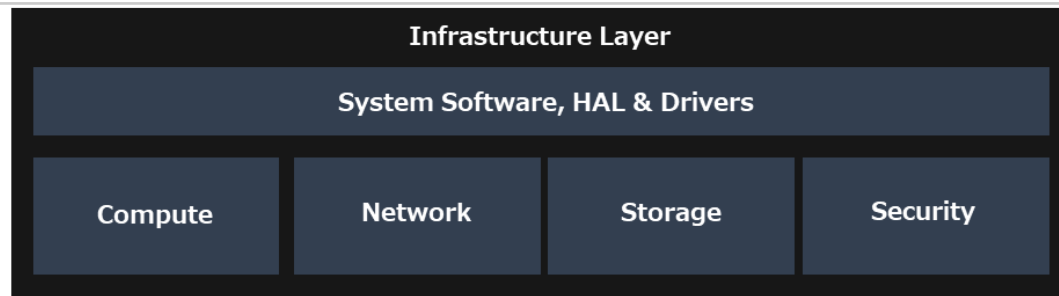 Infrastructure Layer
System Software, HAL & Drivers
Compute
Network
Storage
Security